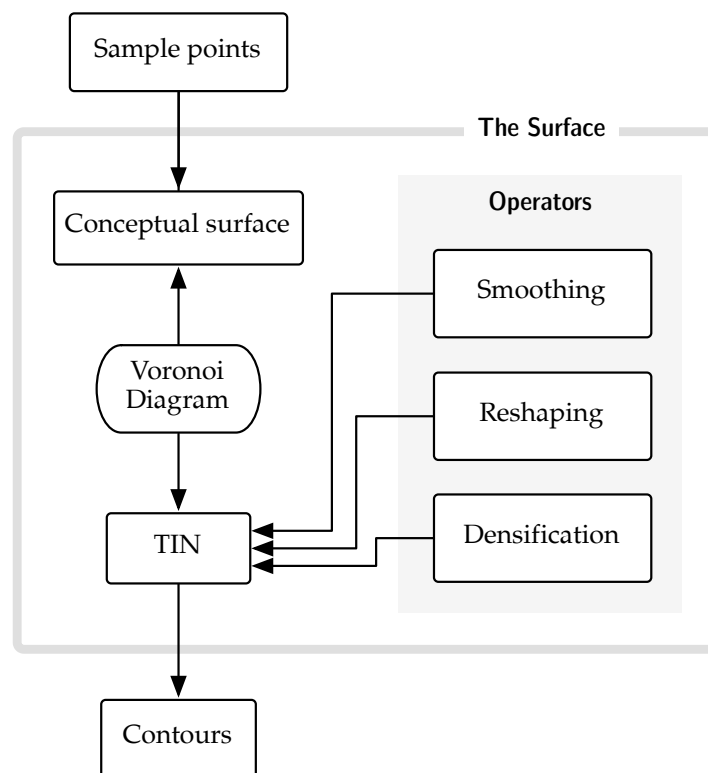 Sample points
The Surface
Conceptual surface
Operators
Smoothing
Voronoi
Diagram
Reshaping
TIN
Densification
Contours